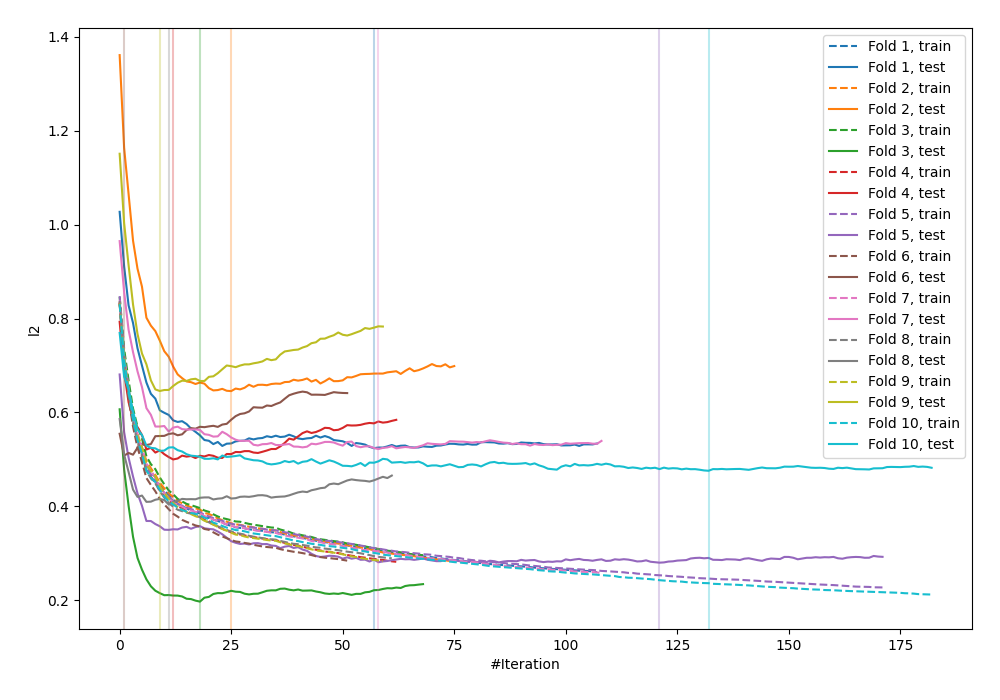 1.4
1.2
1.0
0.8
0.6
0.4
0.2
l2
0
25
50
75
100
125
150
175
#Iteration
Fold 1, train
Fold 1, test
Fold 2, train
Fold 2, test
Fold 3, train
Fold 3, test
Fold 4, train
Fold 4, test
Fold 5, train
Fold 5, test
Fold 6, train
Fold 6, test
Fold 7, train
Fold 7, test
Fold 8, train
Fold 8, test
Fold 9, train
Fold 9, test
Fold 10, train
Fold 10, test